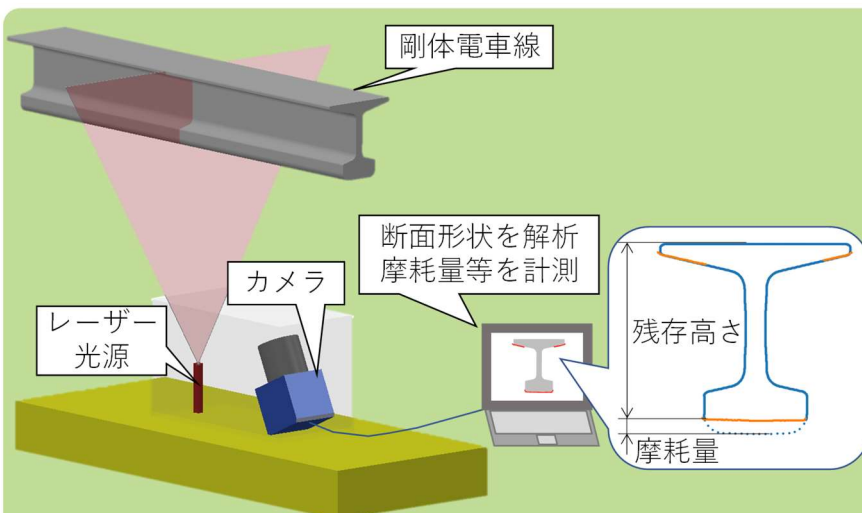 剛体電車線
断面形状を解析
摩耗量等を計測
カメラ
レーザー
光源
残存高さ
摩耗量